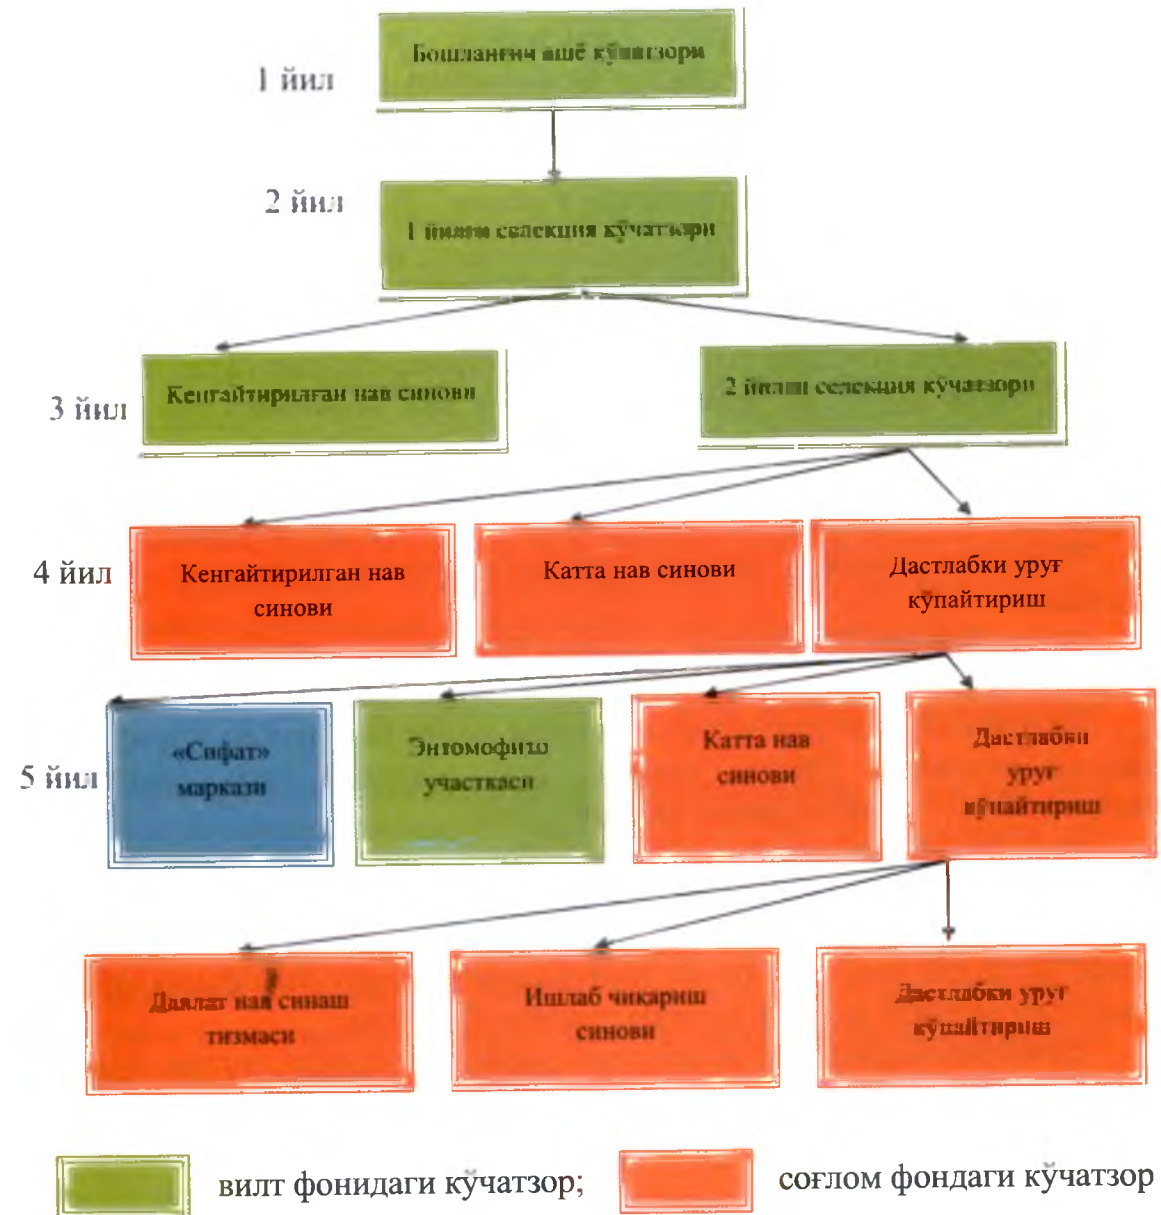 Бошланғич ашё кўчатзори
1 йил
2 йил
1 йилги селекция кўчатзори
Кенгайтирилган нав синови
2 йилги селекция кўчатзори
3 йил
4 йил
Кенгайтирилган нав
синови
Катта нав синови
Дастлабки уруғ
кўпайтириш
5 йил
«Сифат»
маркази
Энтомофито
участкаси
Катта нав
синови
Дастлабки
уруғ
кўпайтириш
Давлат нав синаш
тизмаси
Ишлаб чиқариш
синови
Дастлабки уруғ
кўпайтириш
вилт фонидаги кўчатзор;
соғлом фондаги кўчатзор